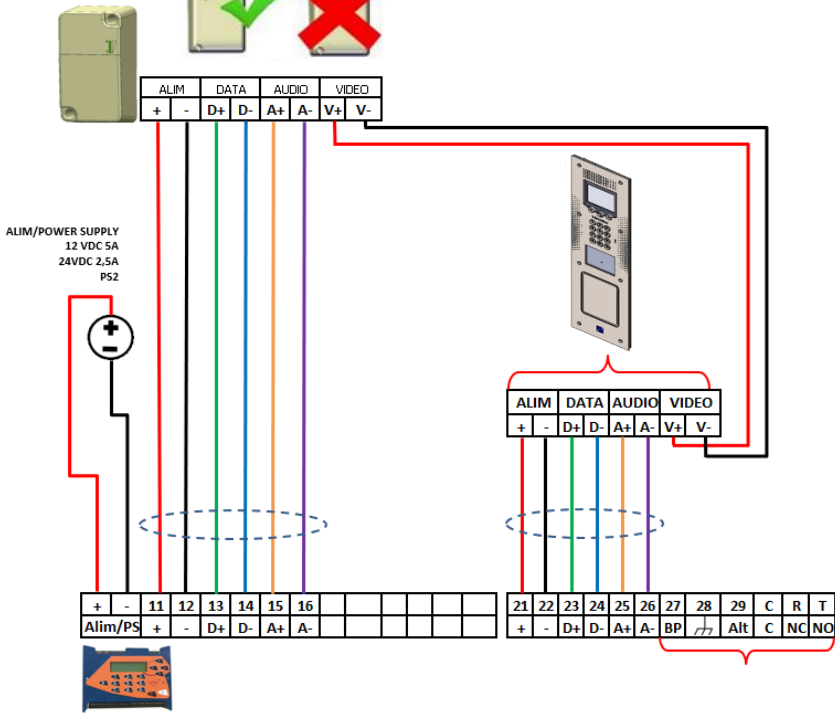 ALIM DATA AUDIO VIDEO
+ - D+ D- A+ A- V+ V-
ALIM/POWER SUPPLY
12 VDC 5A
24VDC 2,5A
PS2
+
-
ALIM DATA AUDIO VIDEO
+ - D+ D- A+ A- V+ V-
+ - 11 12 13 14 15 16
Alim/PS + - D+ D- A+ A-
21 22 23 24 25 26 27 28 29 C R T
+ - D+ D- A+ A- BP Alt C NC NO